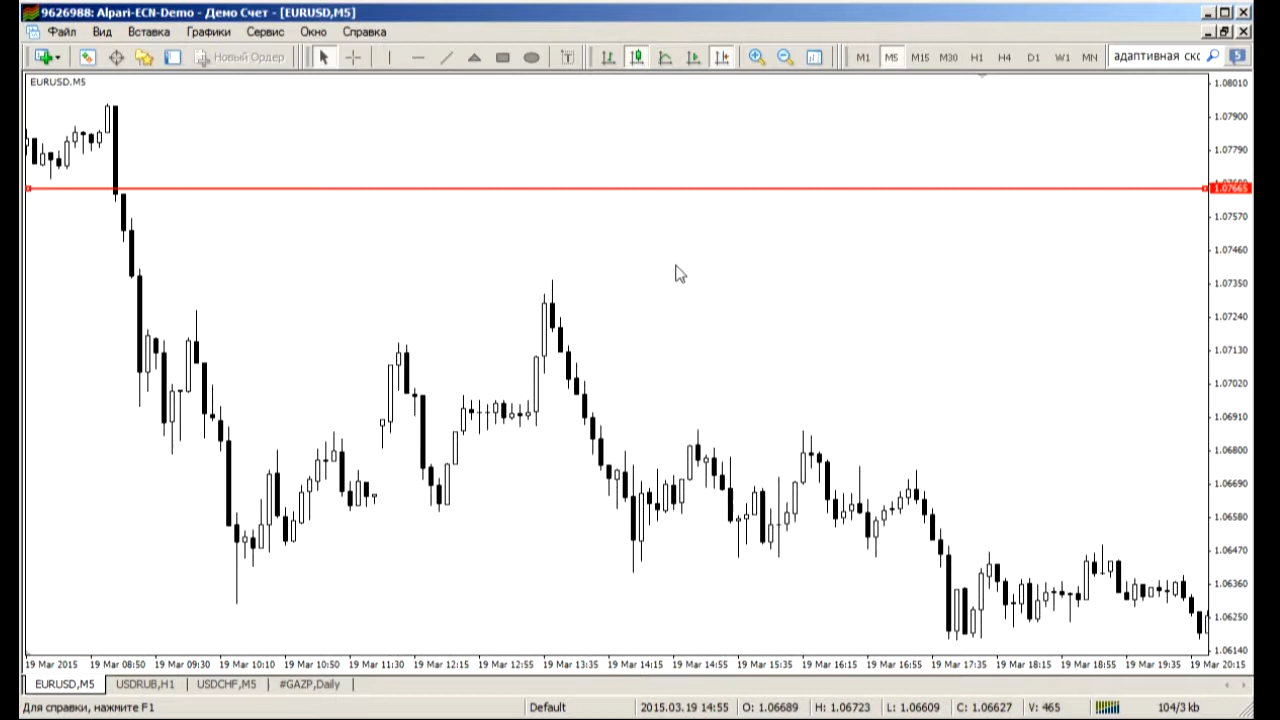 9626988: Alpari-ECN-Demo - Демо Счет - [EURUSD,M5]
Файл Вид Вставка Графики Сервис Окно Справка
Новый Ордер T M1 M5 M15 M30 H1 H4 D1 W1 MN адаптивная скс 5
EURUSD,M5
1.08010
1.07900
1.07790
1.07665
1.07570
1.07460
1.07350
1.07240
1.07130
1.07020
1.06910
1.06800
1.06690
1.06580
1.06470
1.06360
1.06250
1.06140
19 Mar 2015 19 Mar 08:50 19 Mar 09:30 19 Mar 10:10 19 Mar 10:50 19 Mar 11:30 19 Mar 12:15 19 Mar 12:55 19 Mar 13:35 19 Mar 14:15 19 Mar 14:55 19 Mar 15:35 19 Mar 16:15 19 Mar 16:55 19 Mar 17:35 19 Mar 18:15 19 Mar 18:55 19 Mar 19:35 19 Mar 20:15
EURUSD,M5 USDRUB,H1 USDCHF,M5 #GAZP,Daily
Для справки, нажмите F1 Default 2015.03.19 14:55 O: 1.06689 H: 1.06723 L: 1.06609 C: 1.06627 V: 465 104/3 kb